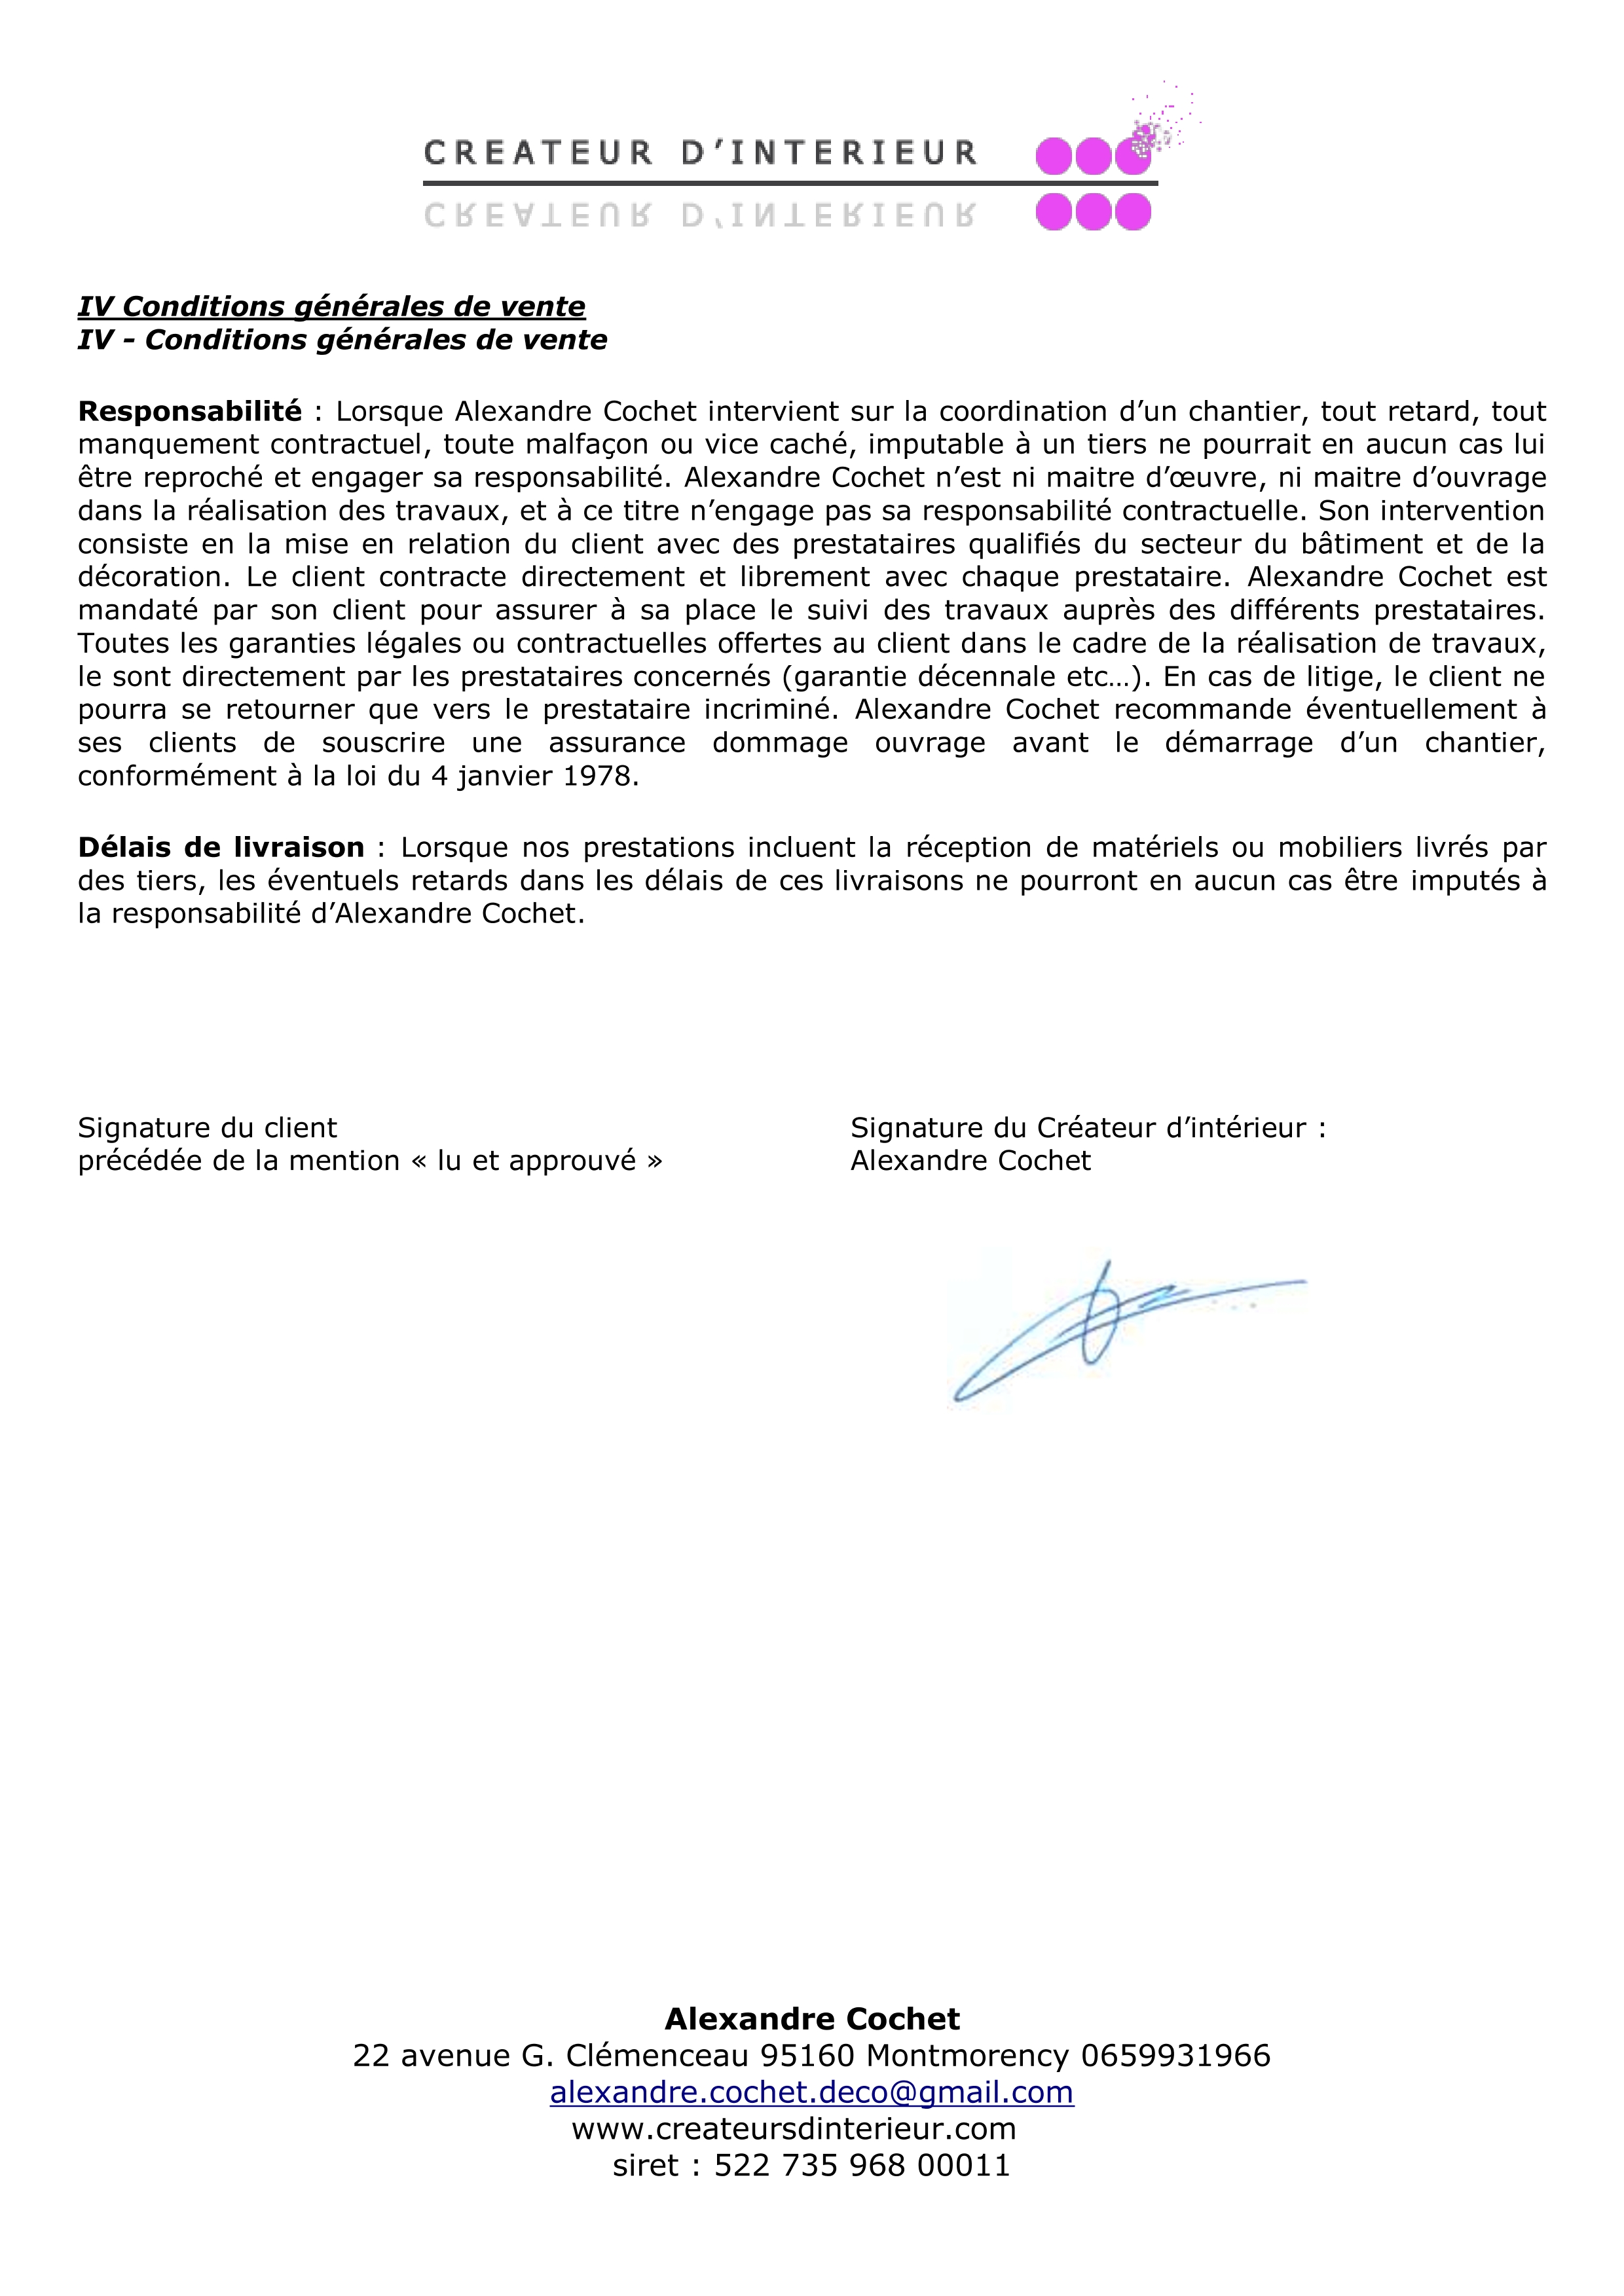 CREATEUR D’INTERIEUR
CREATEUR D’INTERIEUR
IV Conditions générales de vente
IV – Conditions générales de vente
Responsabilité : Lorsque Alexandre Cochet intervient sur la coordination d’un chantier, tout retard, tout
manquement contractuel, toute malfaçon ou vice caché, imputable à un tiers ne pourrait en aucun cas lui
être reproché et engager sa responsabilité. Alexandre Cochet n’est ni maitre d’œuvre, ni maitre d’ouvrage
dans la réalisation des travaux, et à ce titre n’engage pas sa responsabilité contractuelle. Son intervention
consiste en la mise en relation du client avec des prestataires qualifiés du secteur du bâtiment et de la
décoration. Le client contracte directement et librement avec chaque prestataire. Alexandre Cochet est
mandaté par son client pour assurer à sa place le suivi des travaux auprès des différents prestataires.
Toutes les garanties légales ou contractuelles offertes au client dans le cadre de la réalisation de travaux,
le sont directement par les prestataires concernés (garantie décennale etc…). En cas de litige, le client ne
pourra se retourner que vers le prestataire incriminé. Alexandre Cochet recommande éventuellement à
ses clients de souscrire une assurance dommage ouvrage avant le démarrage d’un chantier,
conformément à la loi du 4 janvier 1978.
Délais de livraison : Lorsque nos prestations incluent la réception de matériels ou mobiliers livrés par
des tiers, les éventuels retards dans les délais de ces livraisons ne pourront en aucun cas être imputés à
la responsabilité d’Alexandre Cochet.
Signature du client
précédée de la mention « lu et approuvé »
Signature du Créateur d’intérieur :
Alexandre Cochet
Alexandre Cochet
22 avenue G. Clémenceau 95160 Montmorency 0659931966
alexandre.cochet.deco@gmail.com
www.createursdinterieur.com
siret : 522 735 968 00011